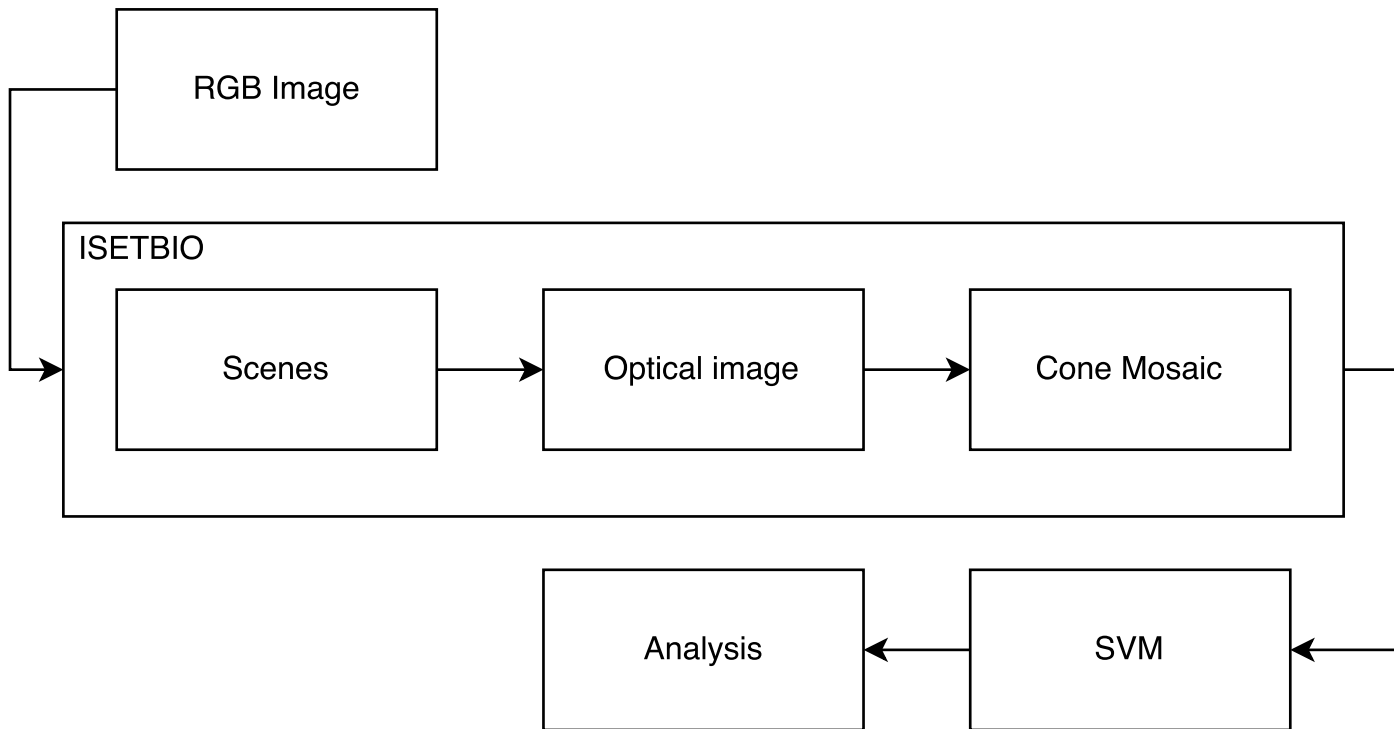 RGB Image
ISETBIO
Scenes
Optical image
Cone Mosaic
Analysis
SVM